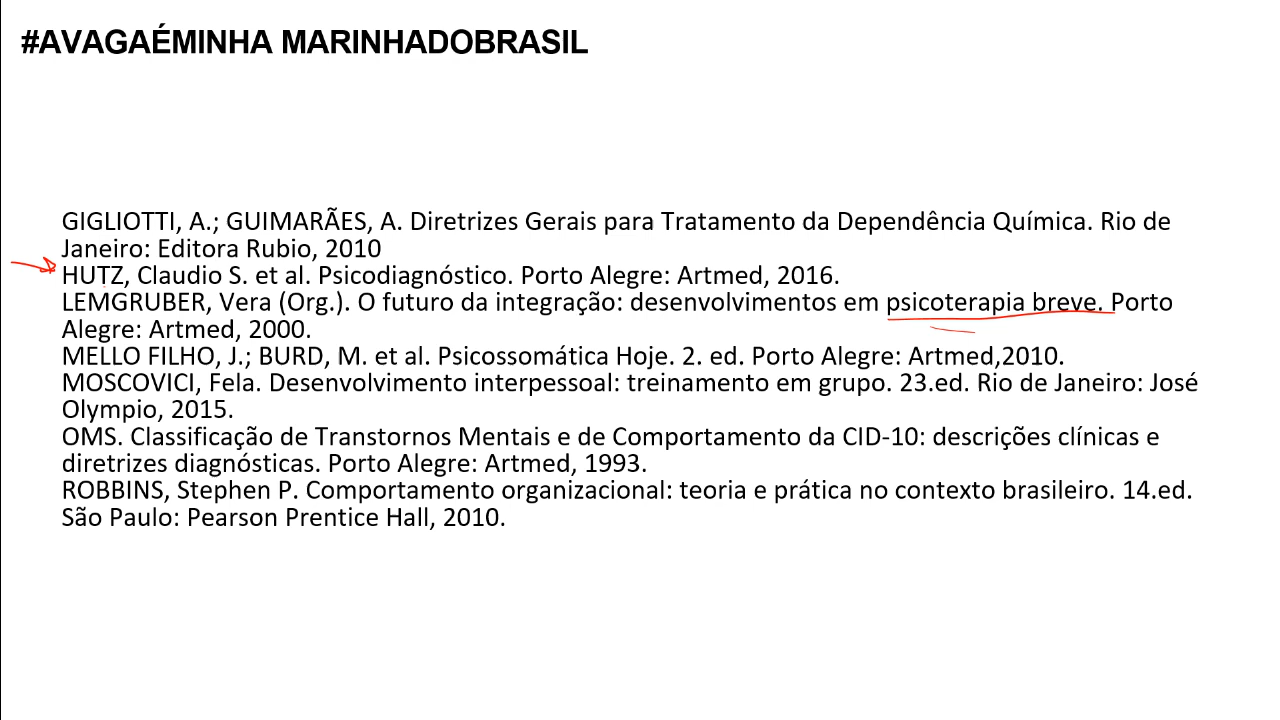 #AVAGAÉMINHA MARINHADOBRASIL
GIGLIOTTI, A.; GUIMARÃES, A. Diretrizes Gerais para Tratamento da Dependência Química. Rio de
Janeiro: Editora Rubio, 2010
HUTZ, Claudio S. et al. Psicodiagnóstico. Porto Alegre: Artmed, 2016.
LEMGRUBER, Vera (Org.). O futuro da integração: desenvolvimentos em psicoterapia breve. Porto
Alegre: Artmed, 2000.
MELLO FILHO, J.; BURD, M. et al. Psicossomática Hoje. 2. ed. Porto Alegre: Artmed,2010.
MOSCOVICI, Fela. Desenvolvimento interpessoal: treinamento em grupo. 23.ed. Rio de Janeiro: José
Olympio, 2015.
OMS. Classificação de Transtornos Mentais e de Comportamento da CID-10: descrições clínicas e
diretrizes diagnósticas. Porto Alegre: Artmed, 1993.
ROBBINS, Stephen P. Comportamento organizacional: teoria e prática no contexto brasileiro. 14.ed.
São Paulo: Pearson Prentice Hall, 2010.